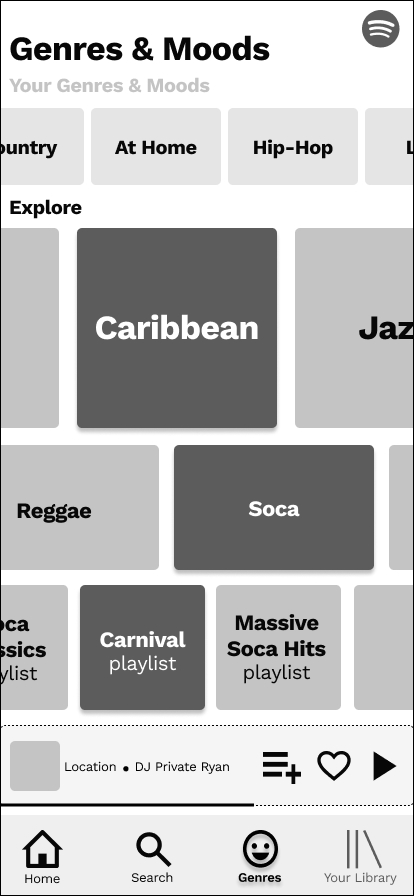 Genres & Moods
Your Genres & Moods
ountry
At Home
Hip-Hop
L
Explore
Caribbean
Jaz
Reggae
Soca
oca
ssics
ylist
Carnival
playlist
Massive
Soca Hits
playlist
Location • DJ Private Ryan
Home
Search
Genres
Your Library